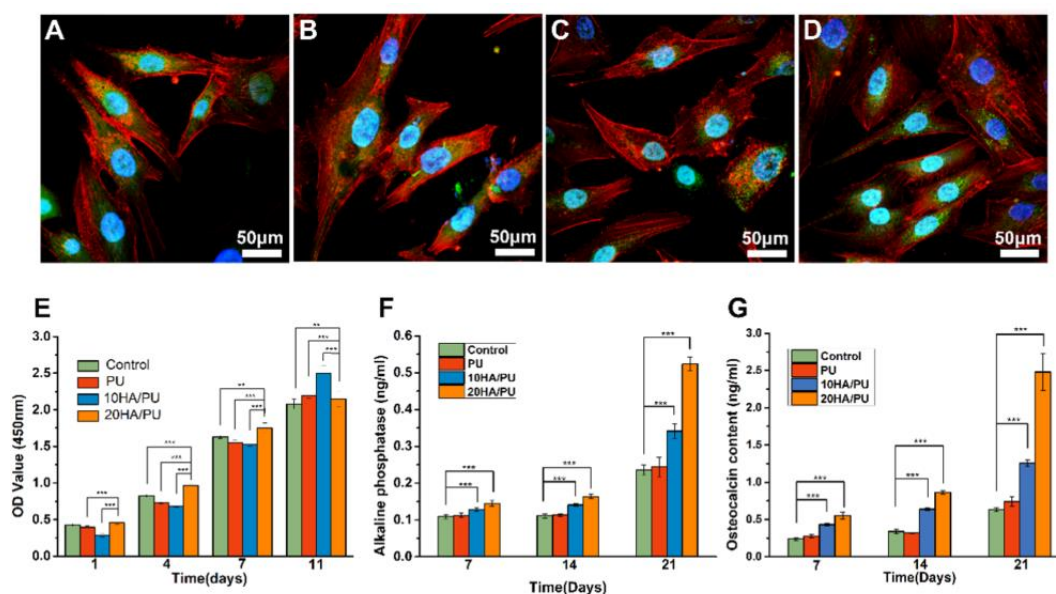 A
B
C
D
50μm
50μm
50μm
50μm
E
OD Value (450nm)
3.0
2.5
2.0
1.5
1.0
0.5
0.0
Control
PU
10HA/PU
20HA/PU
***
***
***
***
***
**
***
***
**
***
***
1
4
7
11
Time(days)
F
Alkaline phosphatase (ng/ml)
0.6
0.5
0.4
0.3
0.2
0.1
0.0
Control
PU
10HA/PU
20HA/PU
***
***
***
***
***
***
7
14
21
Time(Days)
G
Osteocalcin content (ng/ml)
3.0
2.5
2.0
1.5
1.0
0.5
0.0
Control
PU
10HA/PU
20HA/PU
***
***
***
***
***
***
7
14
21
Time(Days)